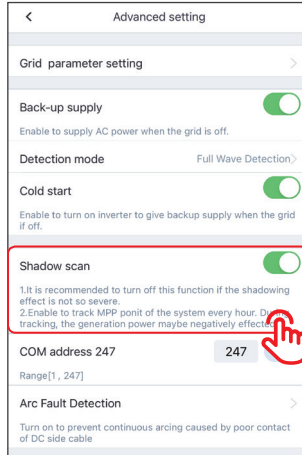 Advanced setting
Grid parameter setting
Back-up supply
Enable to supply AC power when the grid is off.
Detection mode Full Wave Detection
Cold start
Enable to turn on inverter to give backup supply when the grid
if off.
Shadow scan
1.It is recommended to turn off this function if the shadowing
effect is not so severe.
2.Enable to track MPP ponit of the system every hour. During
tracking, the generation power maybe negatively effected
COM address 247 247
Range[1 , 247]
Arc Fault Detection
Turn on to prevent continuous arcing caused by poor contact
of DC side cable